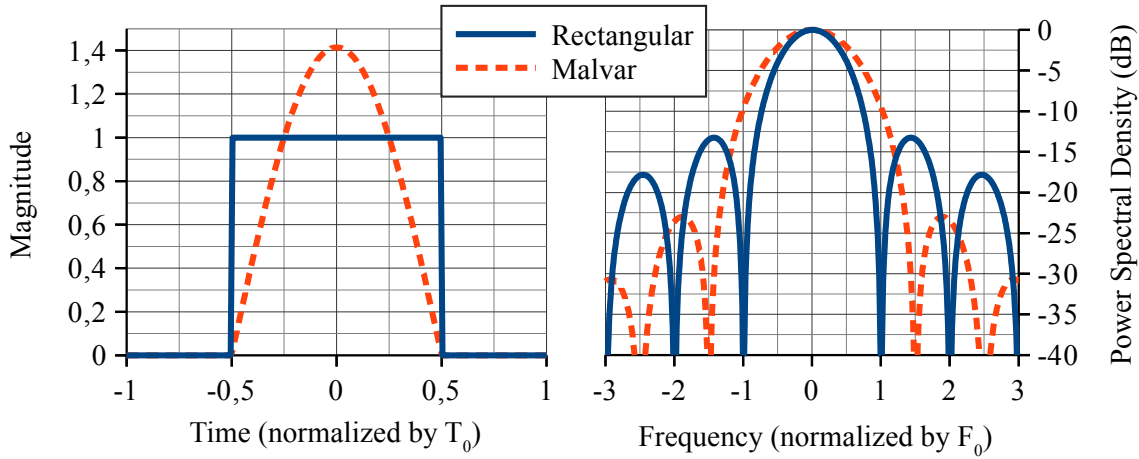 Rectangular
Malvar
Magnitude
1,4
1,2
1
0,8
0,6
0,4
0,2
0
-1 -0,5 0 0,5 1
Time (normalized by T0)
0
-5
-10
-15
-20
-25
-30
-35
-40
Power Spectral Density (dB)
-3 -2 -1 0 1 2 3
Frequency (normalized by F0)